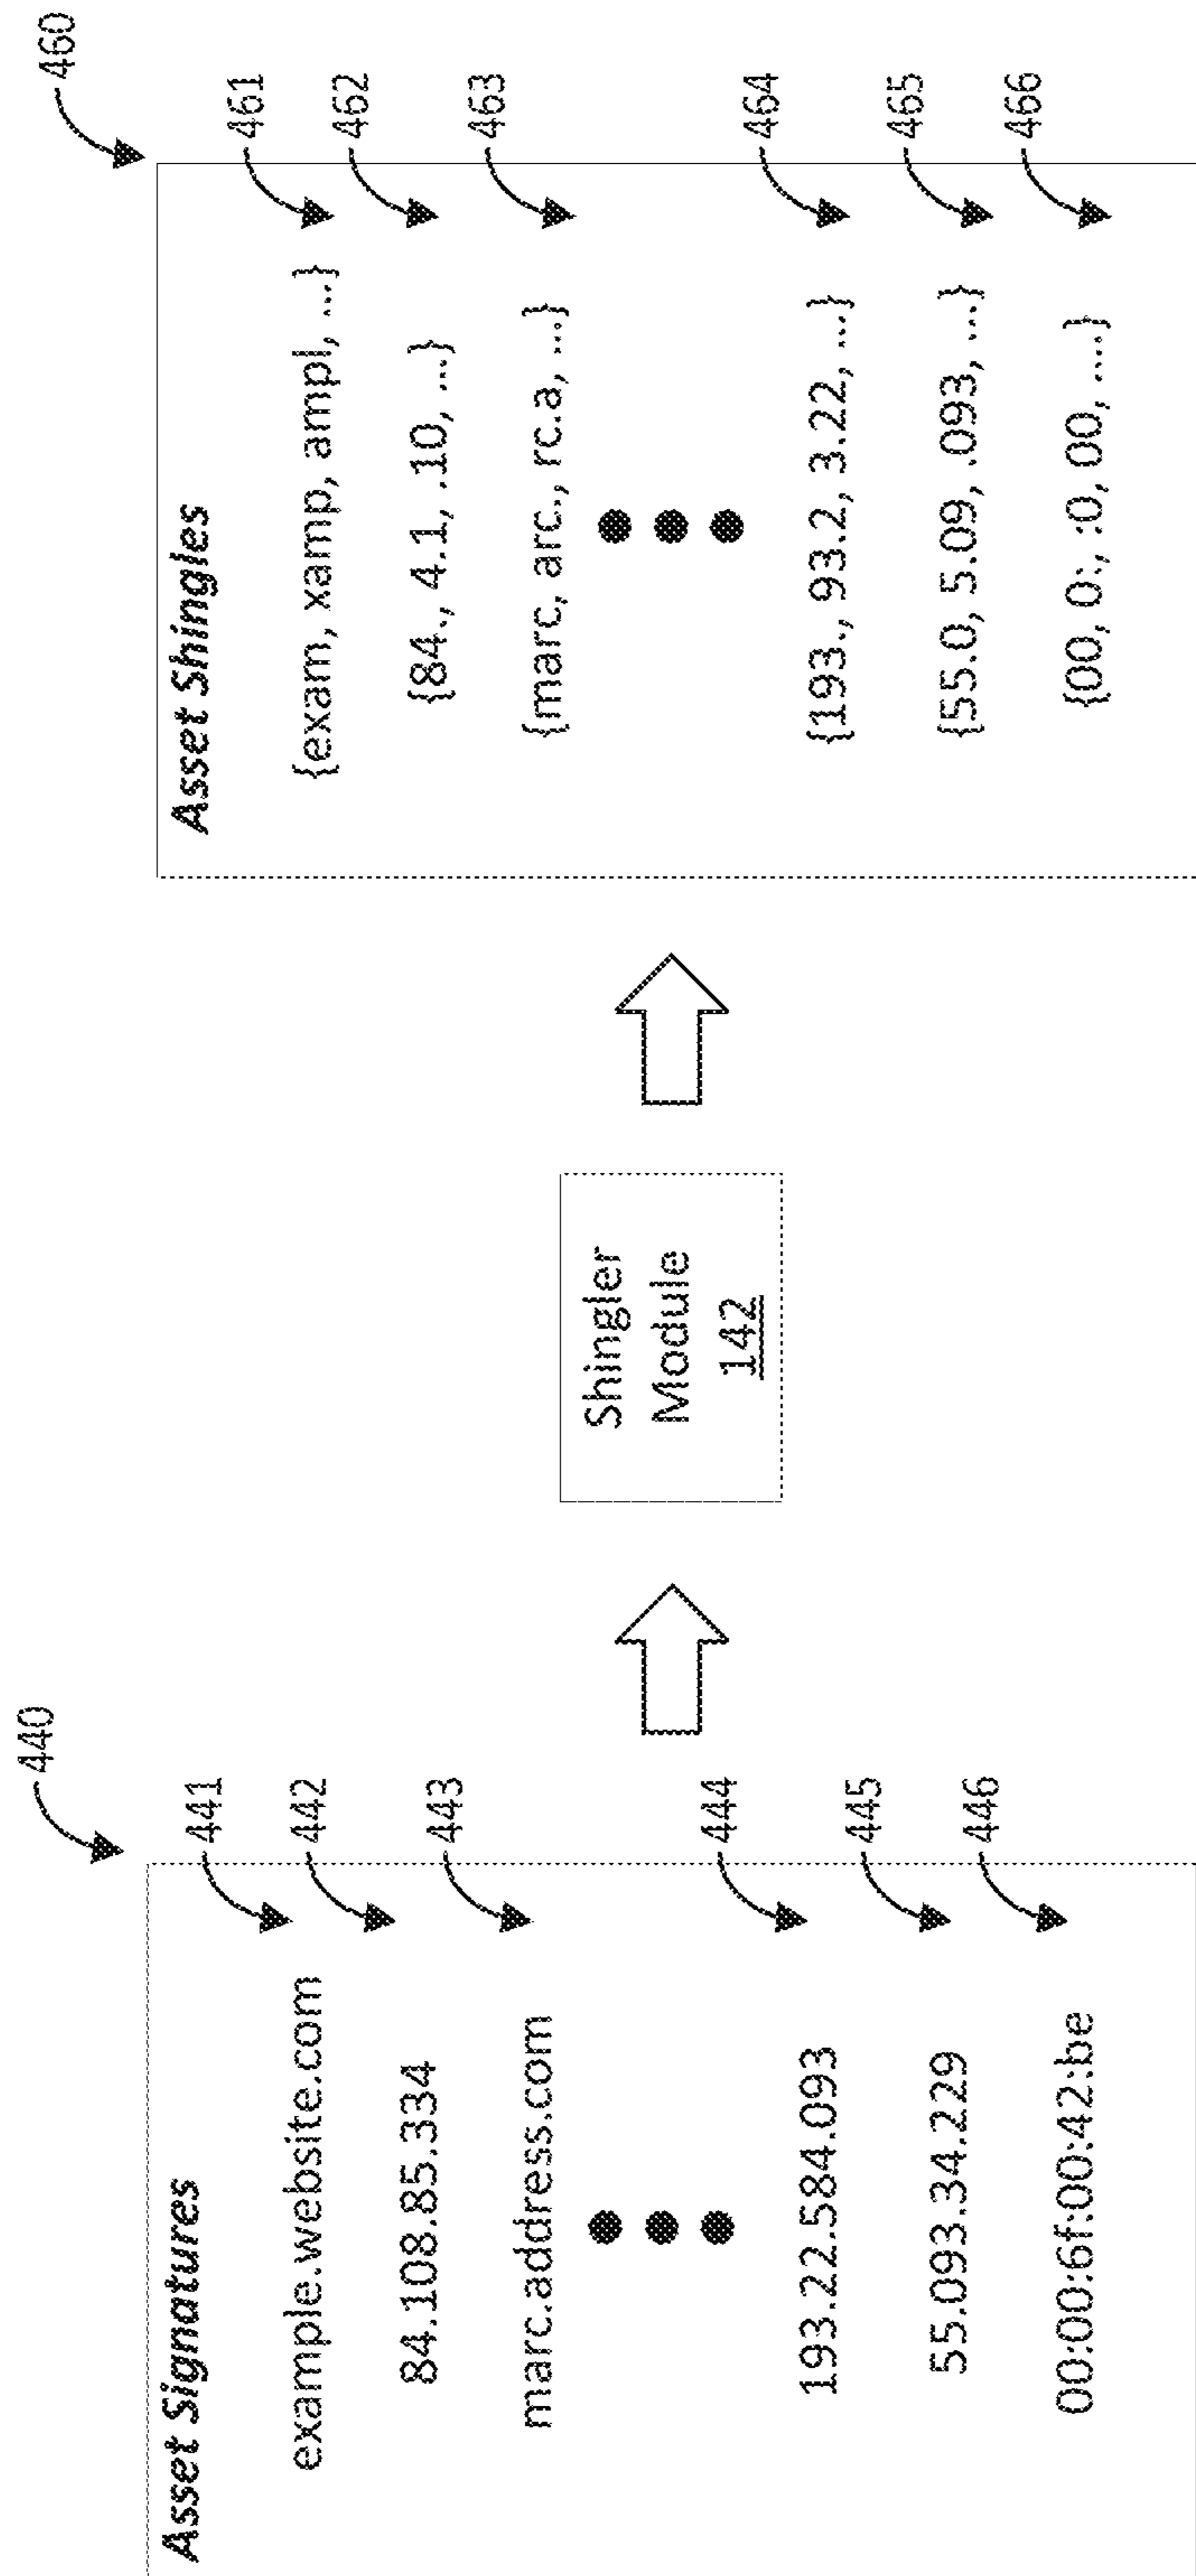 440
Asset Signatures
441
example.website.com
442
84.108.85.334
443
marc.address.com
444
193.22.584.093
445
55.093.34.229
446
00:00:6f:00:42:be
Shingler
Module
142
460
Asset Shingles
461
{exam, xamp, ampl, ...}
462
{84., 4.1, .10, ...}
463
{marc, arc., rc.a, ...}
464
{193., 93.2, 3.22, ...}
465
{55.0, 5.09, .093, ...}
466
{00, 0:, :0, 00, ....}